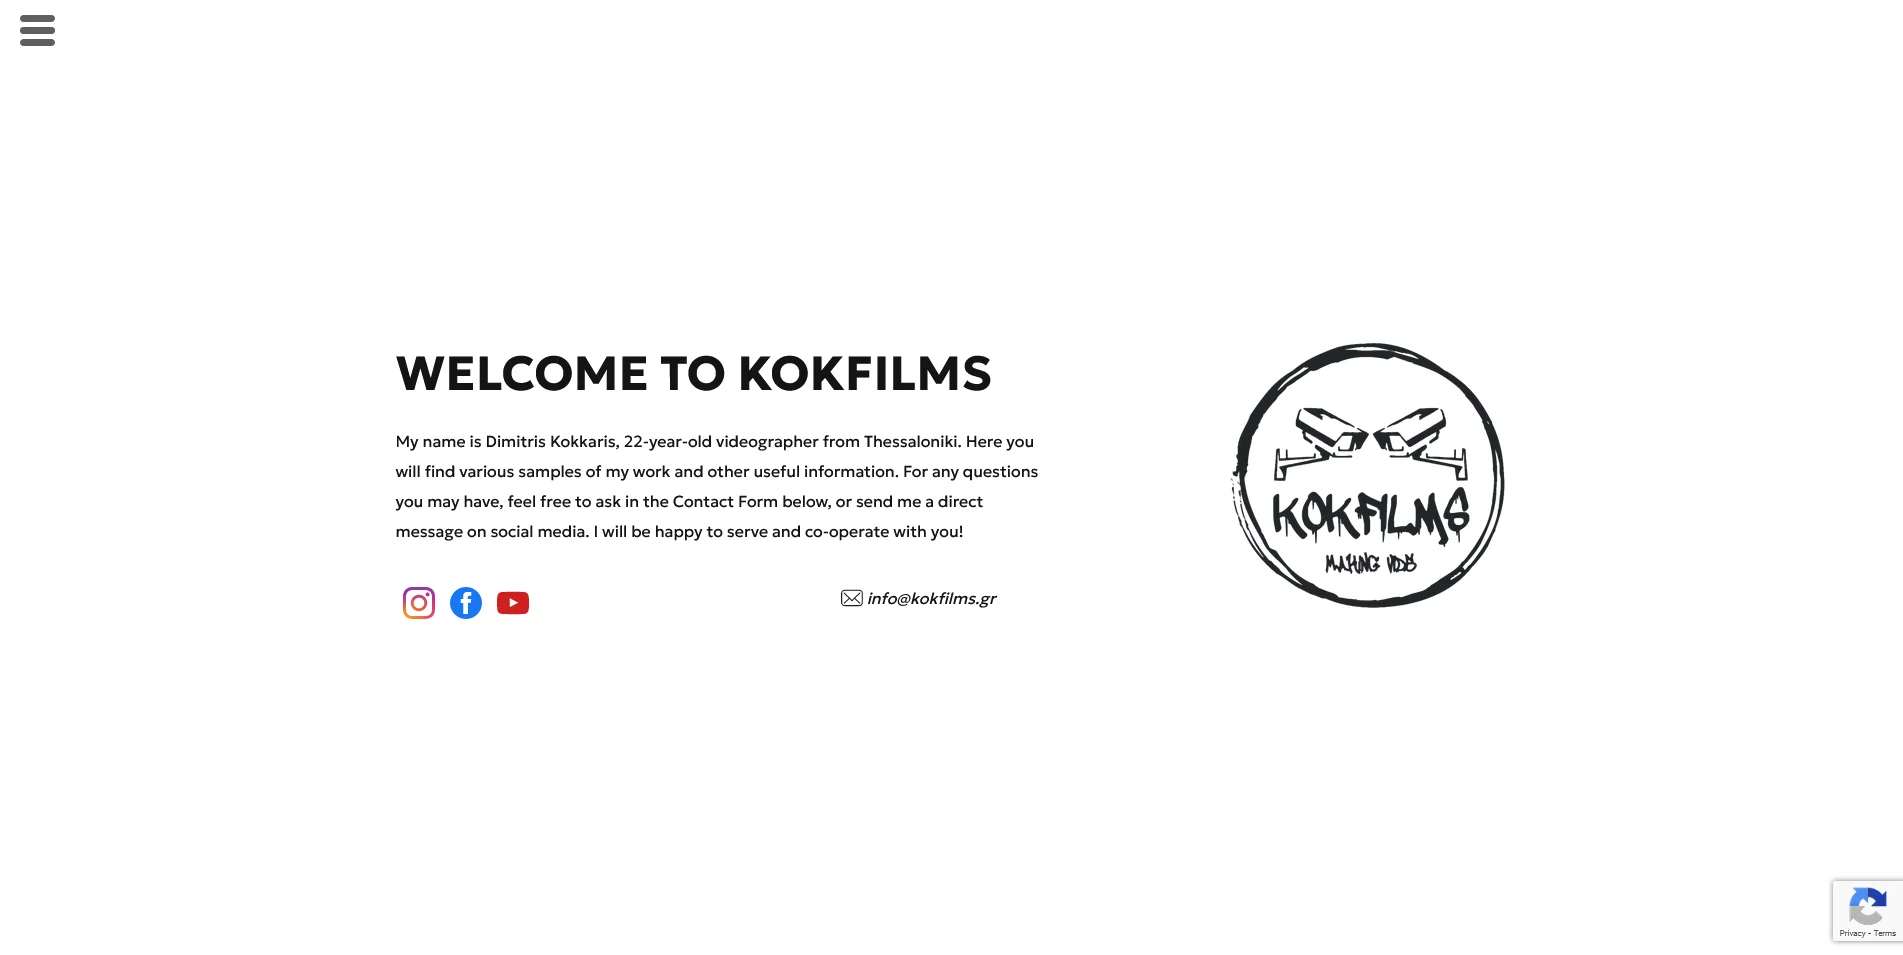 WELCOME TO KOKFILMS
My name is Dimitris Kokkaris, 22-year-old videographer from Thessaloniki. Here you
will find various samples of my work and other useful information. For any questions
you may have, feel free to ask in the Contact Form below, or send me a direct
message on social media. I will be happy to serve and co-operate with you!
info@kokfilms.gr
KOKFILMS
MAKING VIDS
Privacy - Terms